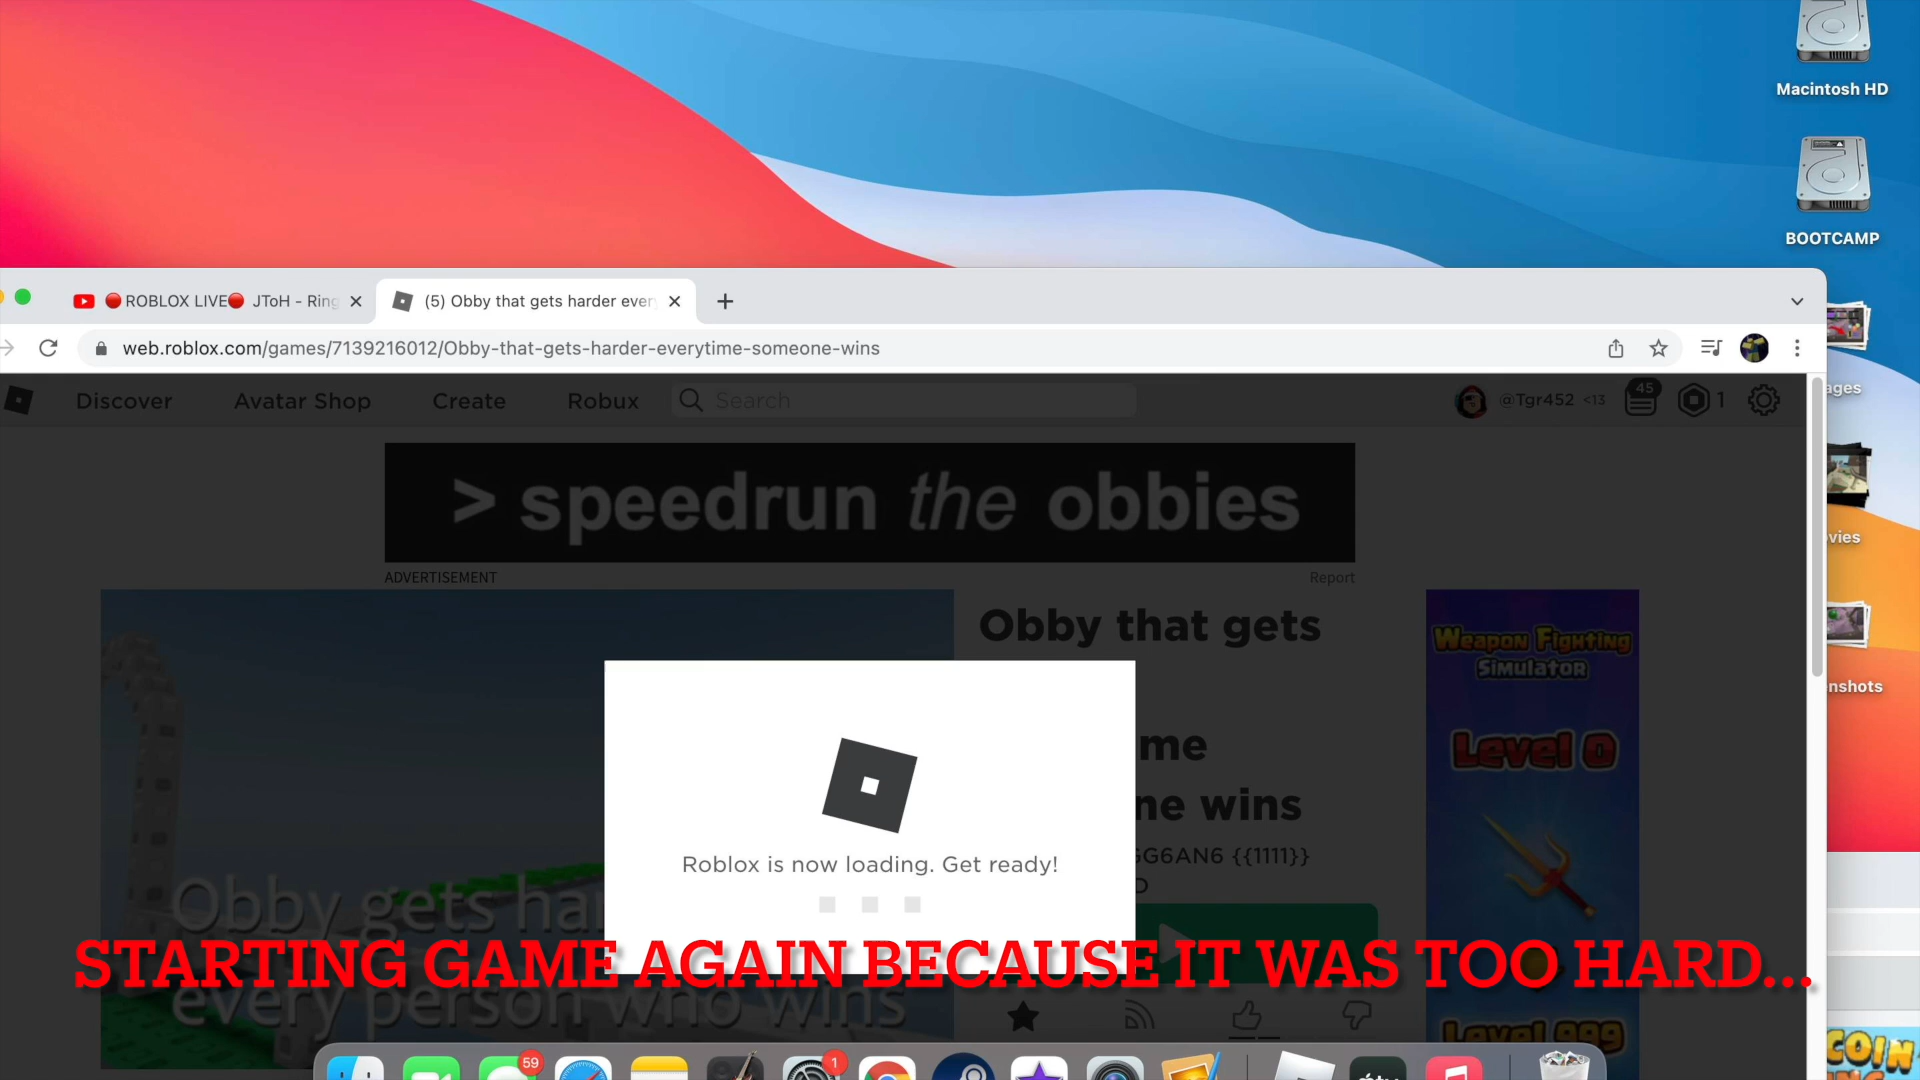 Macintosh HD
BOOTCAMP
🔴ROBLOX LIVE🔴 JToH - Ring
(5) Obby that gets harder ever
web.roblox.com/games/7139216012/Obby-that-gets-harder-everytime-someone-wins
ages
Discover
Avatar Shop
Create
Robux
Search
@Tgr452 <13
45
1
> speedrun the obbies
ADVERTISEMENT
Report
vies
Obby that gets
me
ne wins
GG6AN6 {{1111}}
Weapon Fighting
Simulator
Level 0
nshots
Roblox is now loading. Get ready!
Obby gets ha
every person who wins
STARTING GAME AGAIN BECAUSE IT WAS TOO HARD...
Level 999
COIN
59
1